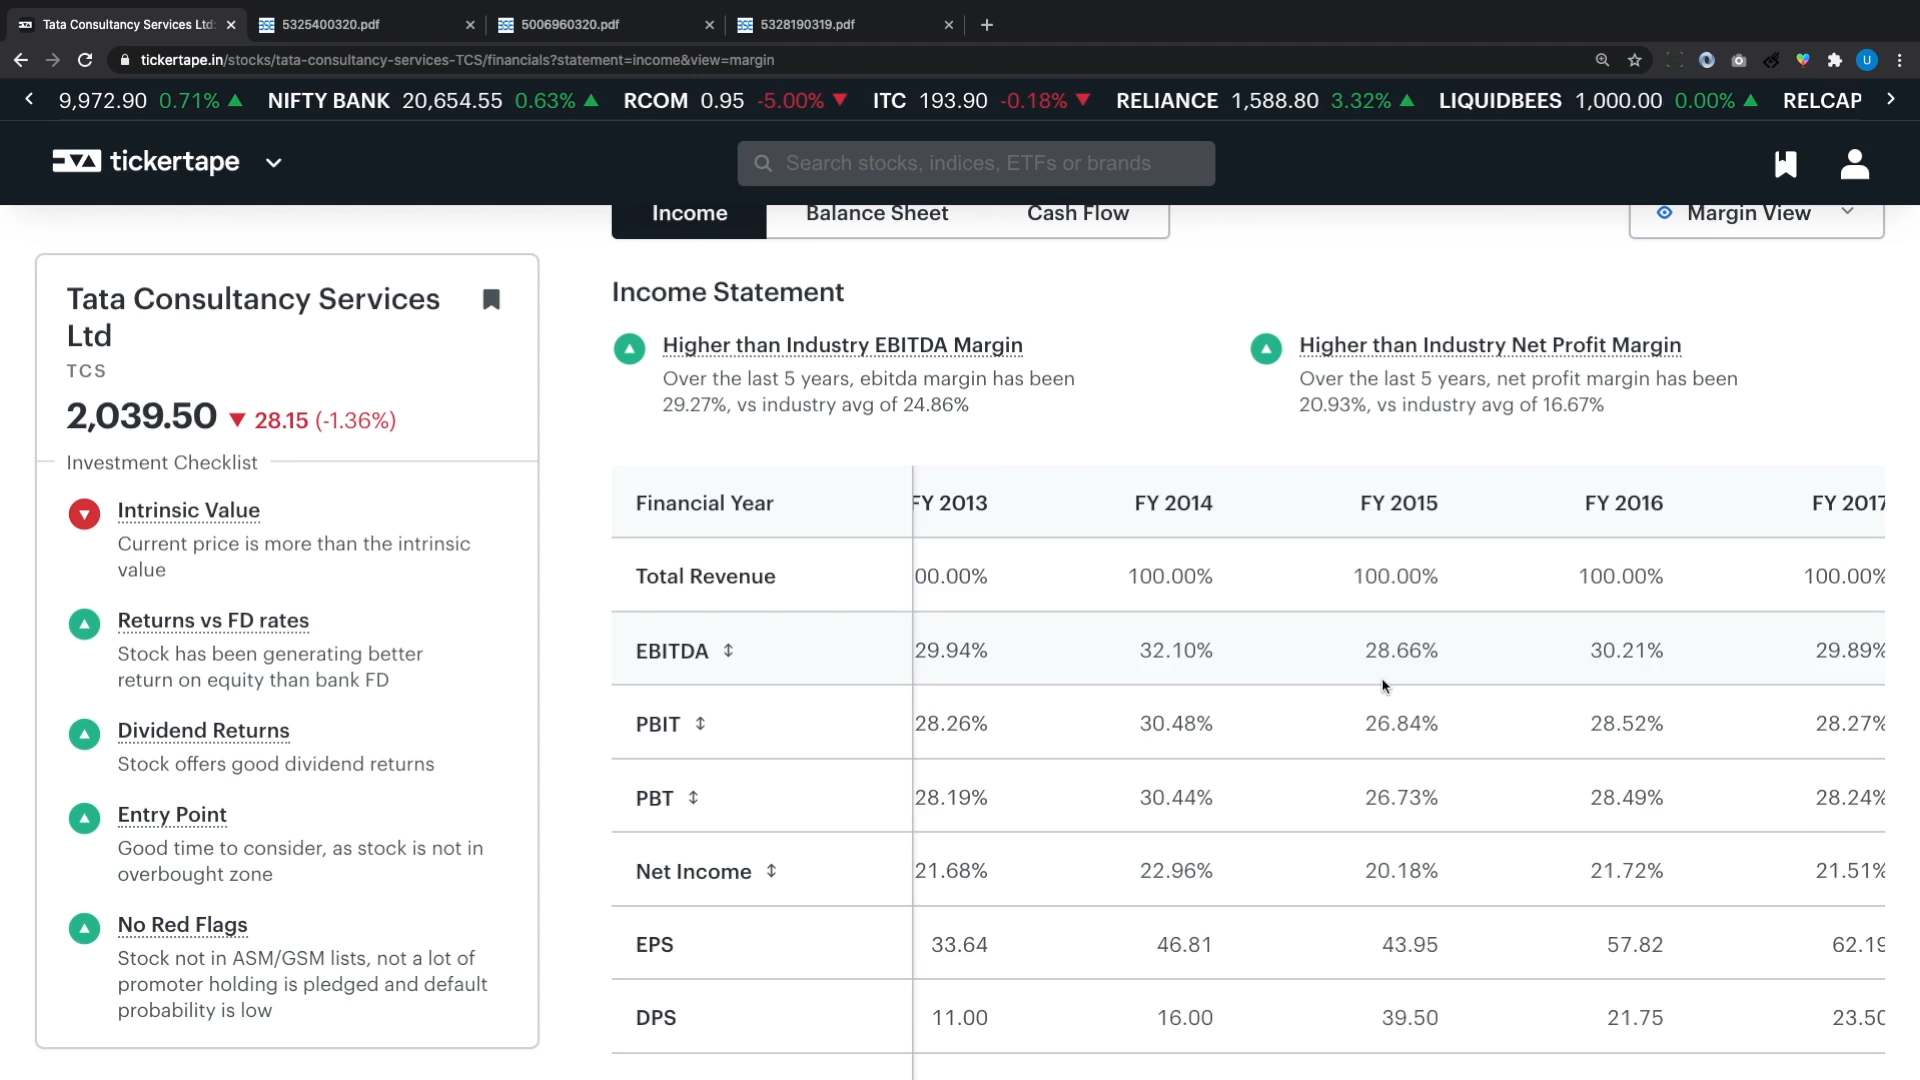 Tata Consultancy Services Ltd: 5325400320.pdf 5006960320.pdf 5328190319.pdf
tickertape.in/stocks/tata-consultancy-services-TCS/financials?statement=income&view=margin U
9,972.90 0.71% ▲ NIFTY BANK 20,654.55 0.63% ▲ RCOM 0.95 -5.00% ▼ ITC 193.90 -0.18% ▼ RELIANCE 1,588.80 3.32% ▲ LIQUIDBEES 1,000.00 0.00% ▲ RELCAP
tickertape Search stocks, indices, ETFs or brands
Income Balance Sheet Cash Flow Margin View
Tata Consultancy Services
Ltd
TCS
2,039.50 ▼ 28.15 (-1.36%)
Investment Checklist
Intrinsic Value
Current price is more than the intrinsic
value
Returns vs FD rates
Stock has been generating better
return on equity than bank FD
Dividend Returns
Stock offers good dividend returns
Entry Point
Good time to consider, as stock is not in
overbought zone
No Red Flags
Stock not in ASM/GSM lists, not a lot of
promoter holding is pledged and default
probability is low
Income Statement
Higher than Industry EBITDA Margin
Over the last 5 years, ebitda margin has been
29.27%, vs industry avg of 24.86%
Higher than Industry Net Profit Margin
Over the last 5 years, net profit margin has been
20.93%, vs industry avg of 16.67%
Financial Year FY 2013 FY 2014 FY 2015 FY 2016 FY 2017
Total Revenue 00.00% 100.00% 100.00% 100.00% 100.00%
EBITDA 29.94% 32.10% 28.66% 30.21% 29.89%
PBIT 28.26% 30.48% 26.84% 28.52% 28.27%
PBT 28.19% 30.44% 26.73% 28.49% 28.24%
Net Income 21.68% 22.96% 20.18% 21.72% 21.51%
EPS 33.64 46.81 43.95 57.82 62.19
DPS 11.00 16.00 39.50 21.75 23.50